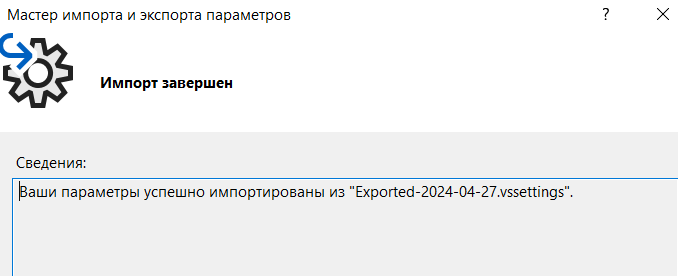 Мастер импорта и экспорта параметров
?
Импорт завершен
Сведения:
Ваши параметры успешно импортированы из "Exported-2024-04-27.vssettings".